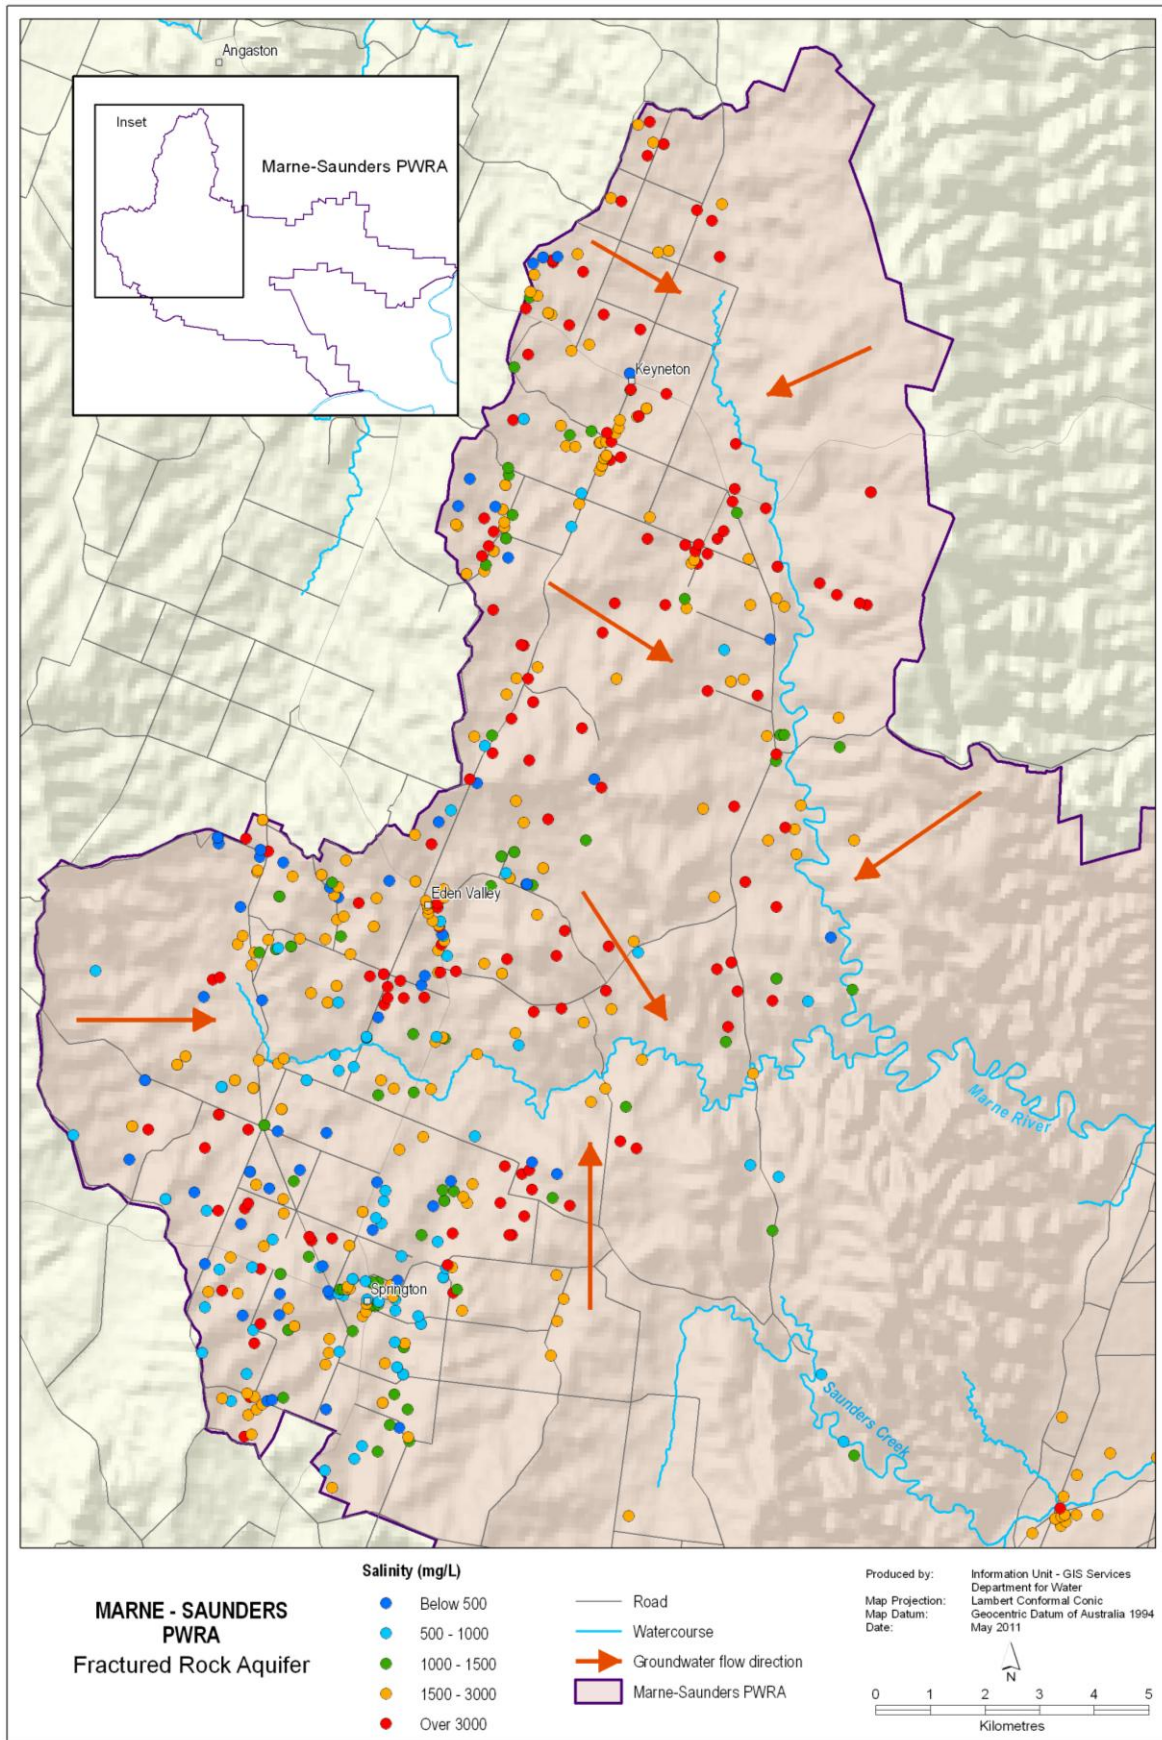 Angaston
Inset
Marne-Saunders PWRA
Keyneton
Eden Valley
Marne River
Springton
Saunders Creek
MARNE - SAUNDERS
PWRA
Fractured Rock Aquifer
Salinity (mg/L)
Below 500
500 - 1000
1000 - 1500
1500 - 3000
Over 3000
Road
Watercourse
Groundwater flow direction
Marne-Saunders PWRA
Produced by: Information Unit - GIS Services
Department for Water
Map Projection: Lambert Conformal Conic
Map Datum: Geocentric Datum of Australia 1994
Date: May 2011
N
0 1 2 3 4 5
Kilometres